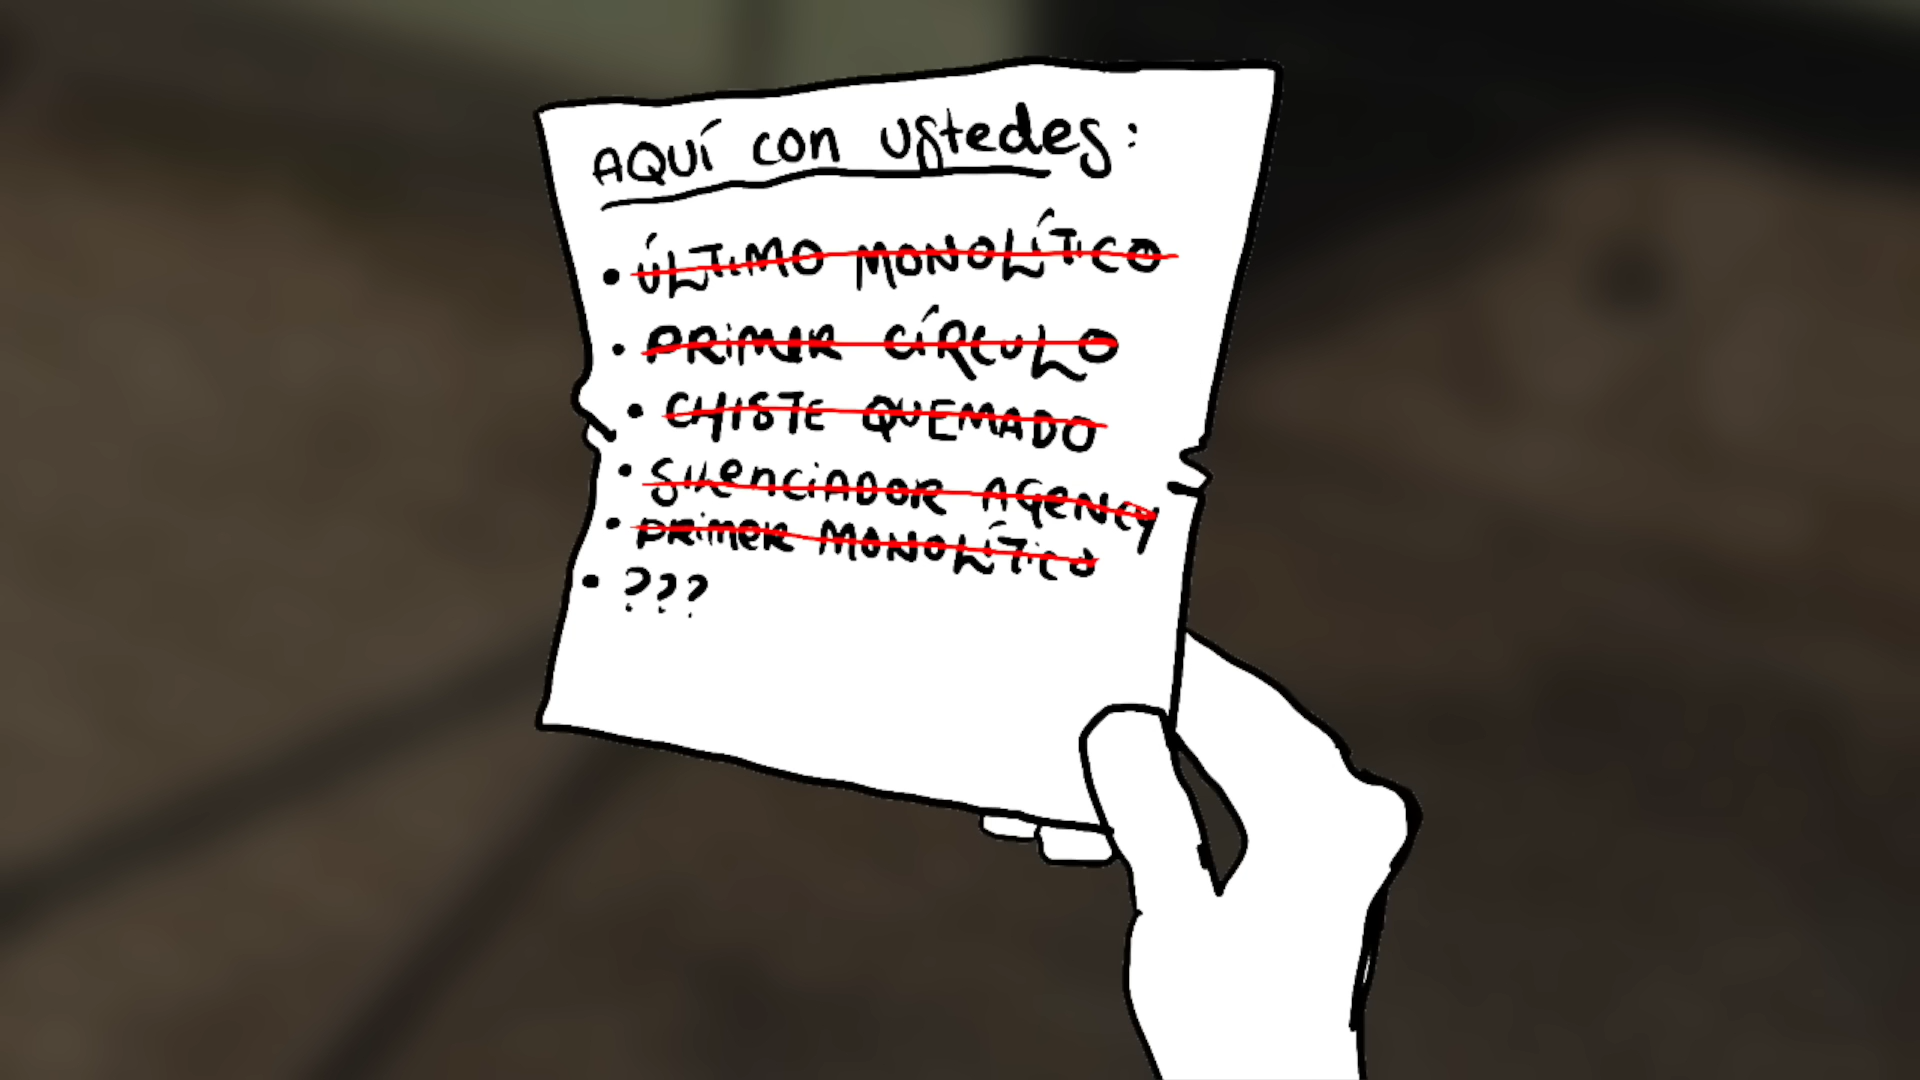 AQUÍ con ustedes:
• ÚLTIMO MONOLÍTICO
• PRIMER CÍRCULO
• CHISTE QUEMADO
• SILENCIADOR AGENCY
• PRIMER MONOLÍTICO
• ???